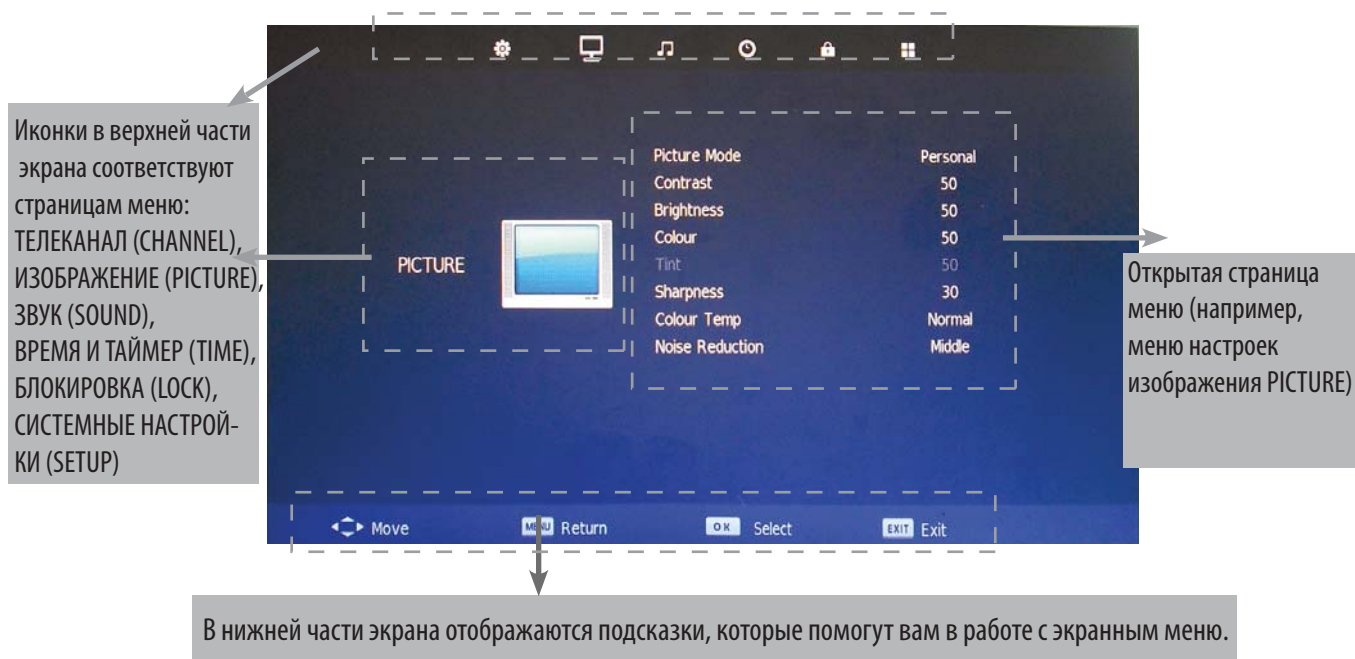 Иконки в верхней части
экрана соответствуют
страницам меню:
ТЕЛЕКАНАЛ (CHANNEL),
ИЗОБРАЖЕНИЕ (PICTURE),
ЗВУК (SOUND),
ВРЕМЯ И ТАЙМЕР (TIME),
БЛОКИРОВКА (LOCK),
СИСТЕМНЫЕ НАСТРОЙ-
КИ (SETUP)
PICTURE
Picture Mode Personal
Contrast 50
Brightness 50
Colour 50
Tint 50
Sharpness 30
Colour Temp Normal
Noise Reduction Middle
Открытая страница
меню (например,
меню настроек
изображения PICTURE)
Move MENU Return OK Select EXIT Exit
В нижней части экрана отображаются подсказки, которые помогут вам в работе с экранным меню.